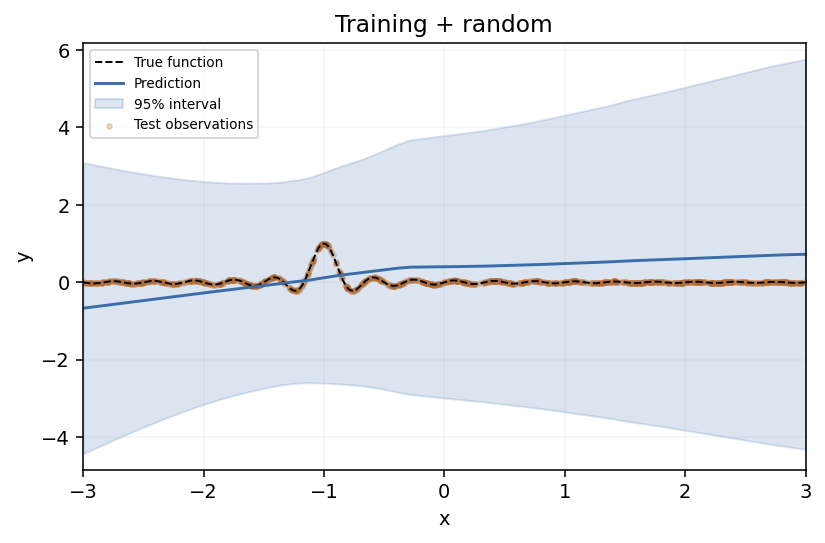 Training + random
True function
Prediction
95% interval
Test observations
y
6
4
2
0
−2
−4
−3 −2 −1 0 1 2 3
x